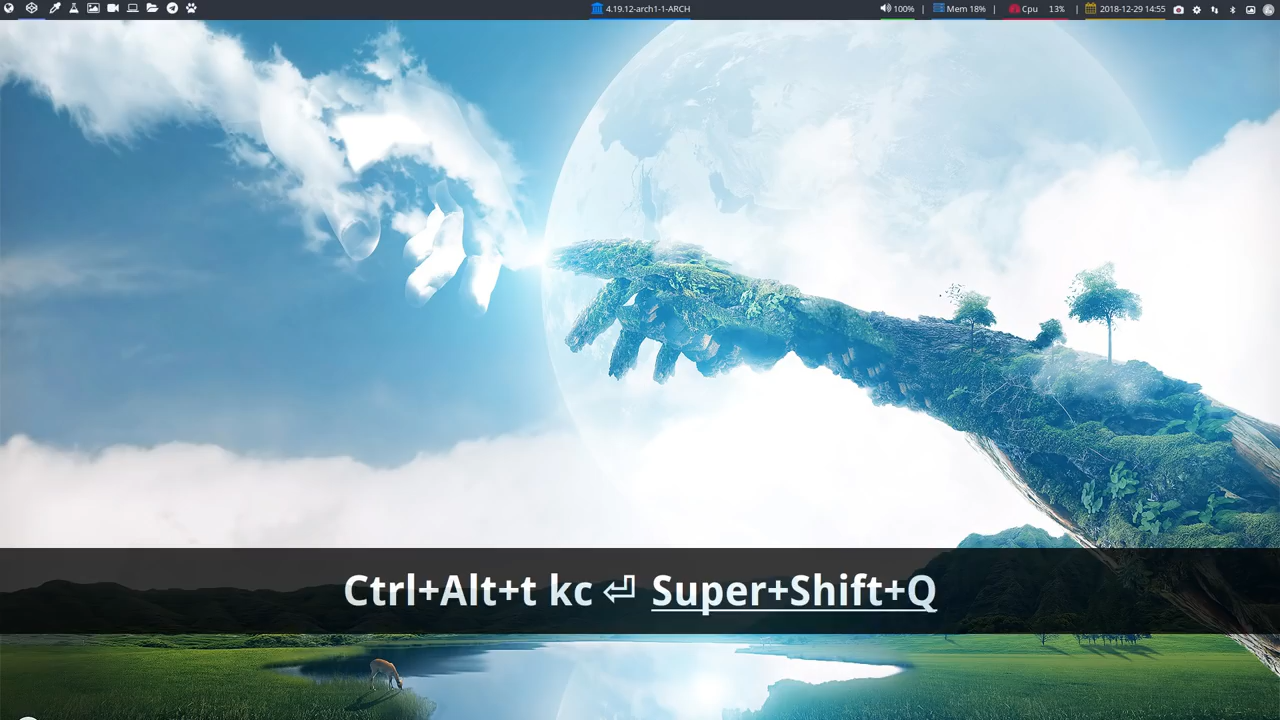 4.19.12-arch1-1-ARCH
100% | Mem 18% | Cpu 13% | 2018-12-29 14:55
Ctrl+Alt+t kc ⏎ Super+Shift+Q